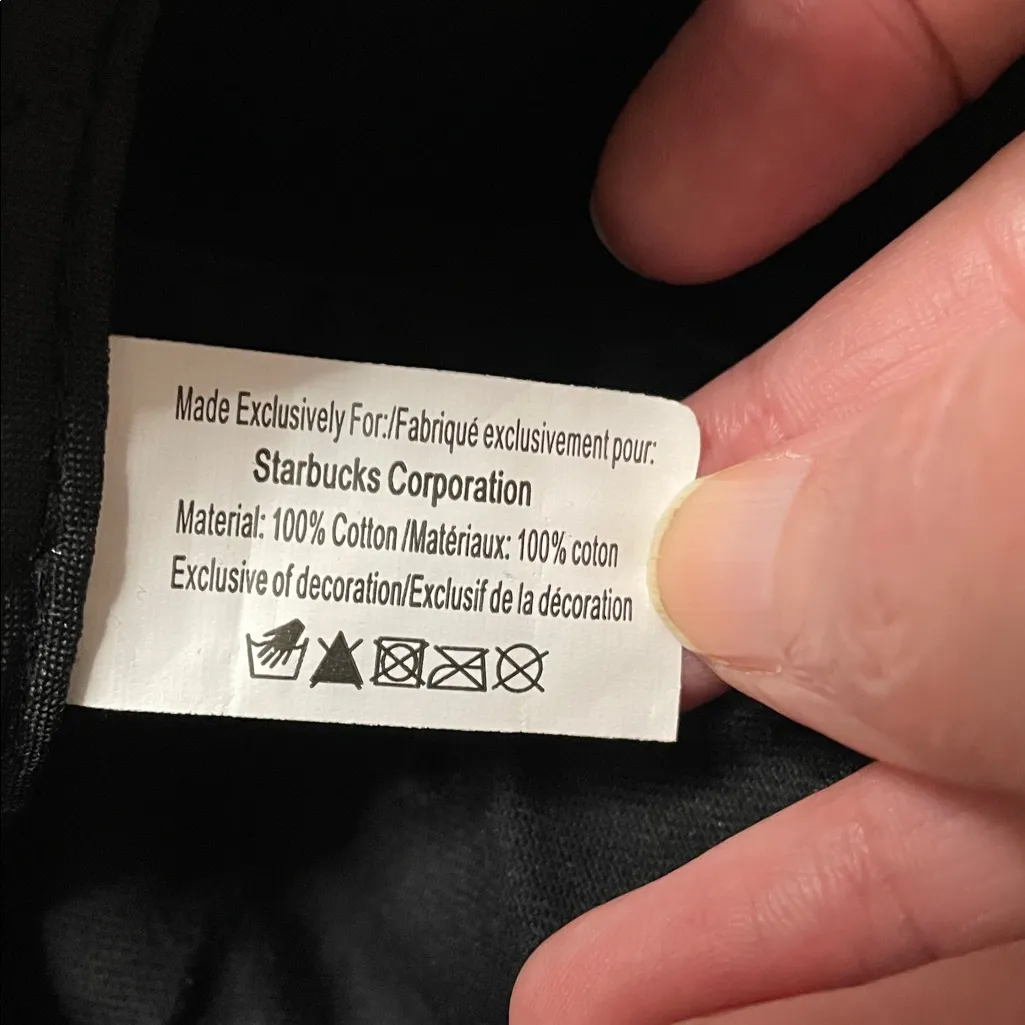 Made Exclusively For:/Fabriqué exclusivement pour:
Starbucks Corporation
Material: 100% Cotton /Matériaux: 100% coton
Exclusive of decoration/Exclusif de la décoration